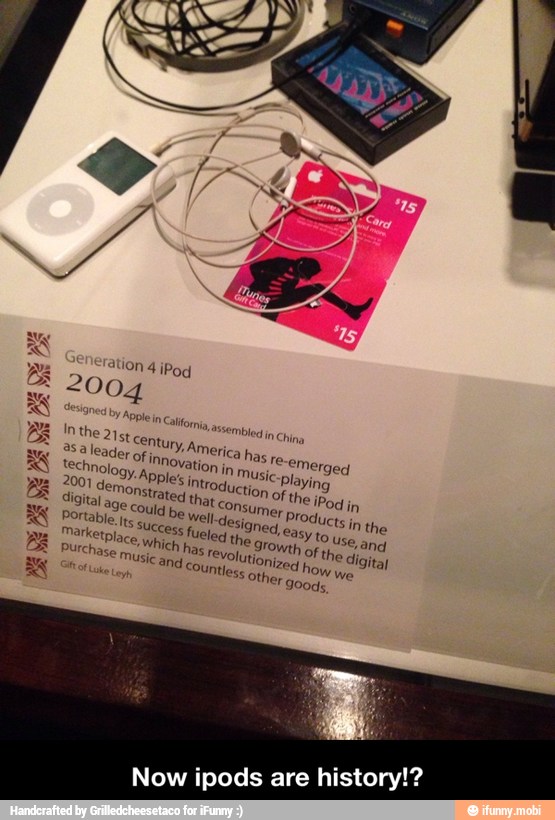 SONY
$15
Card
and more.
iTunes
Gift Card
$15
Generation 4 iPod
2004
designed by Apple in California, assembled in China
In the 21st century, America has re-emerged
as a leader of innovation in music-playing
technology. Apple's introduction of the iPod in
2001 demonstrated that consumer products in the
digital age could be well-designed, easy to use, and
portable. Its success fueled the growth of the digital
marketplace, which has revolutionized how we
purchase music and countless other goods.
Gift of Luke Leyh
Now ipods are history!?
Handcrafted by Grilledcheesetaco for iFunny :)
ifunny.mobi